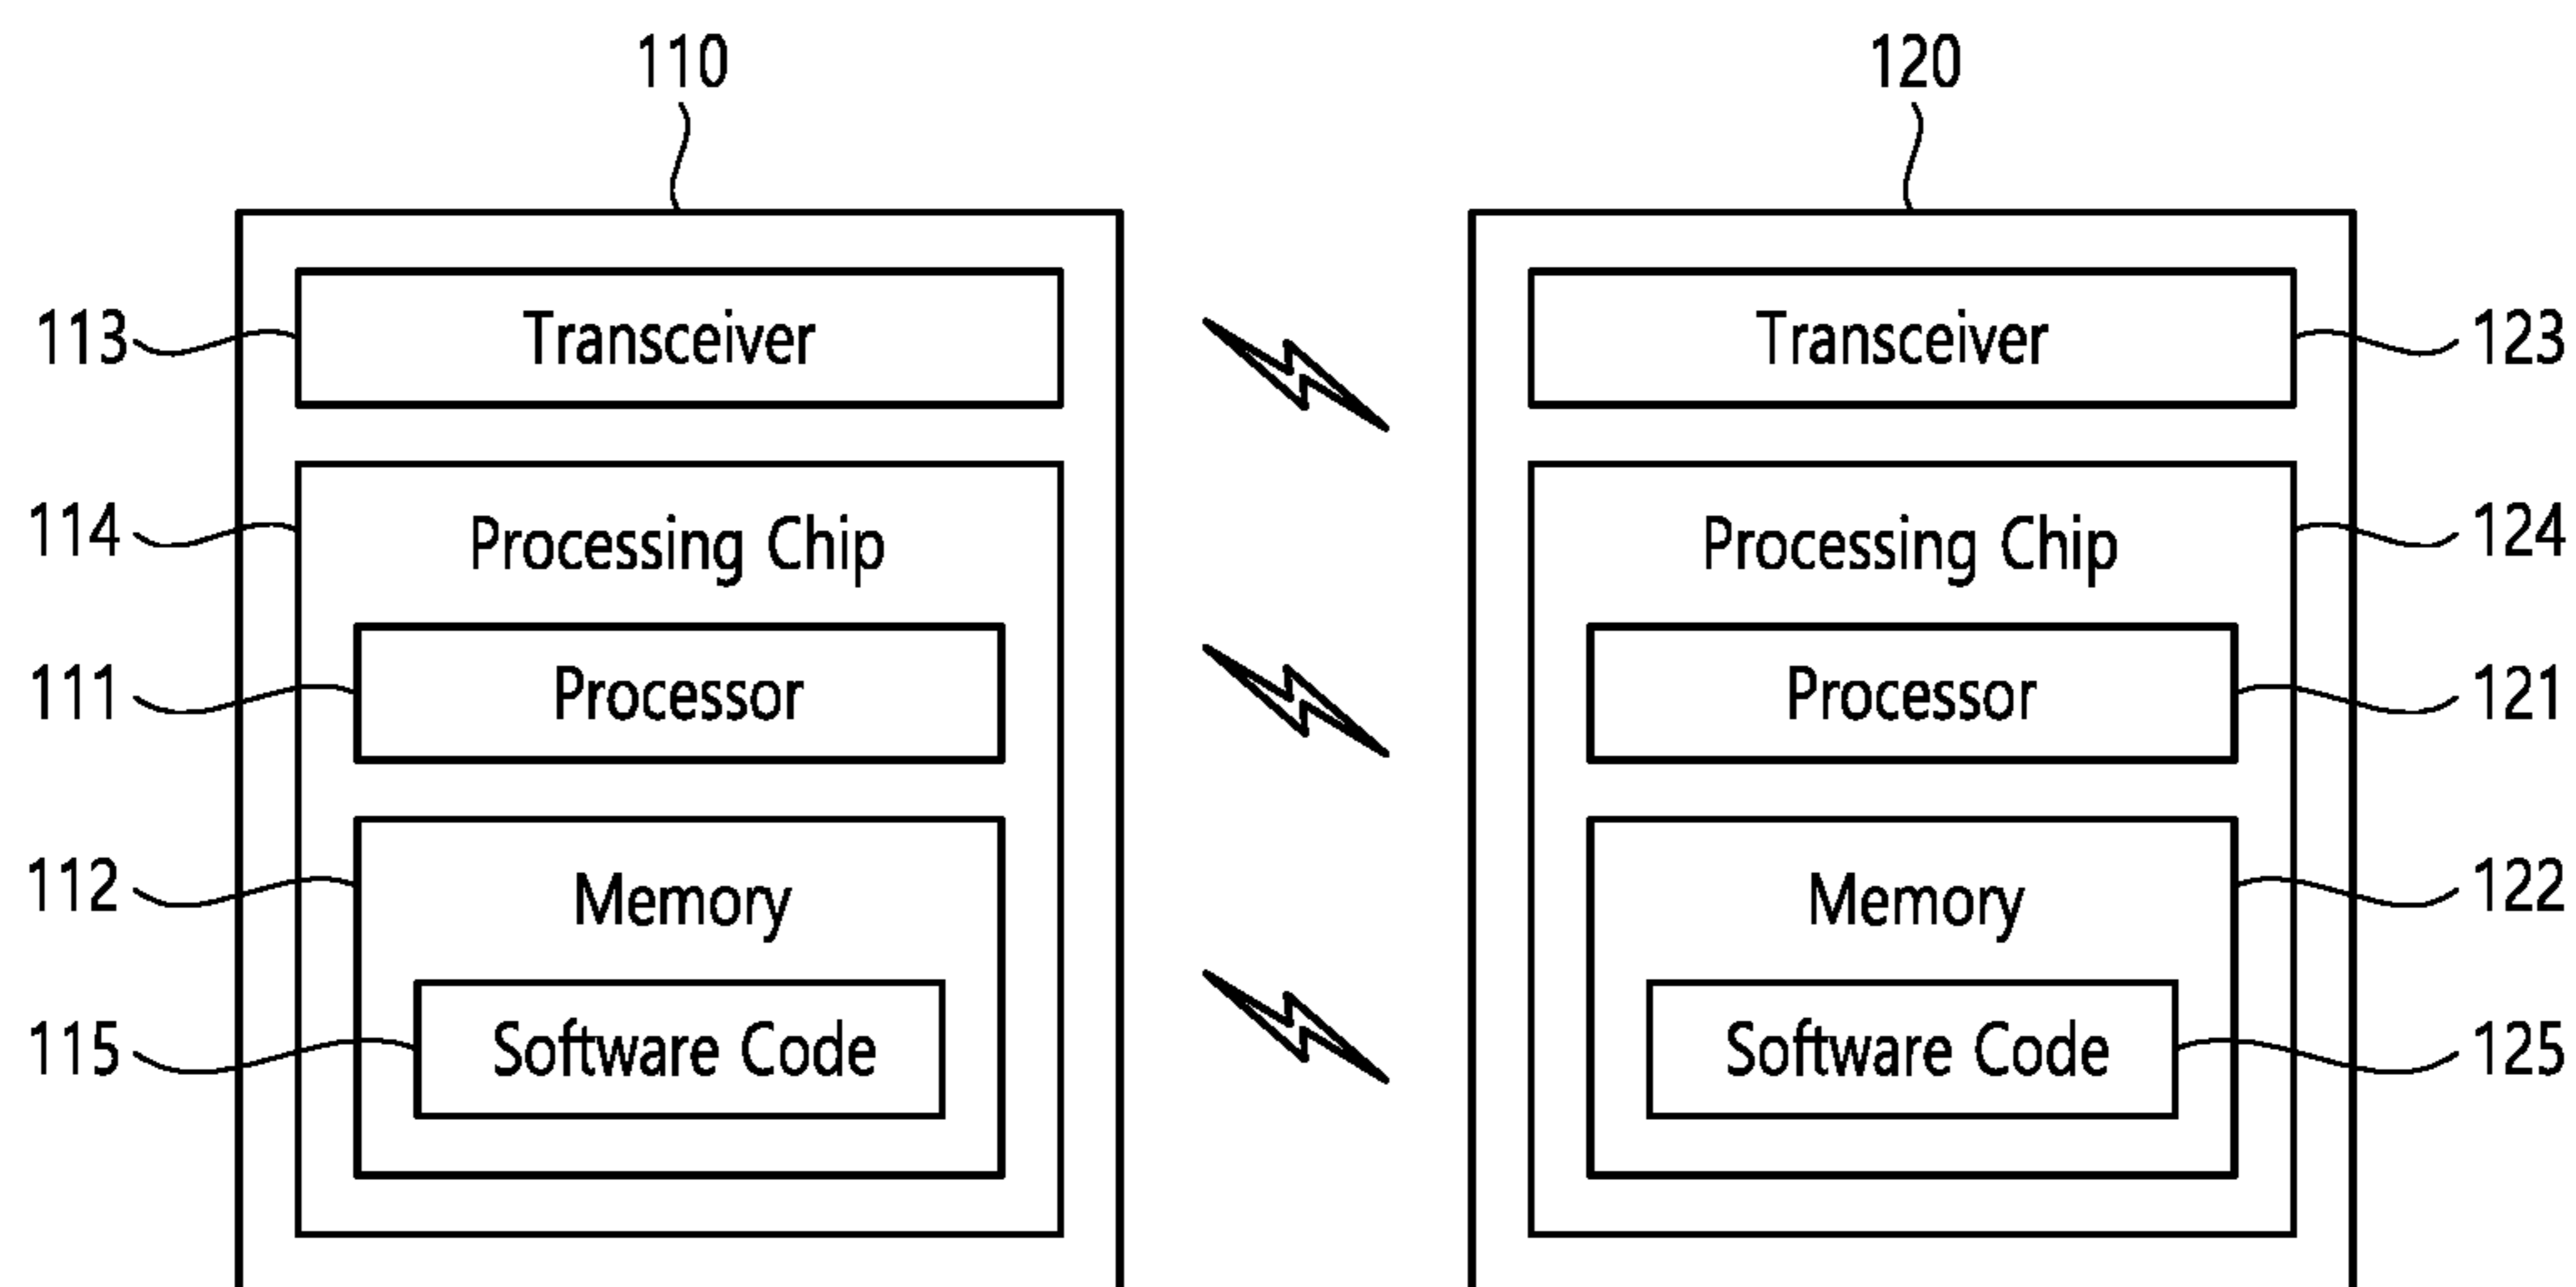 110
120
113 Transceiver
Transceiver 123
114 Processing Chip
Processing Chip 124
111 Processor
Processor 121
112 Memory
Memory 122
115 Software Code
Software Code 125